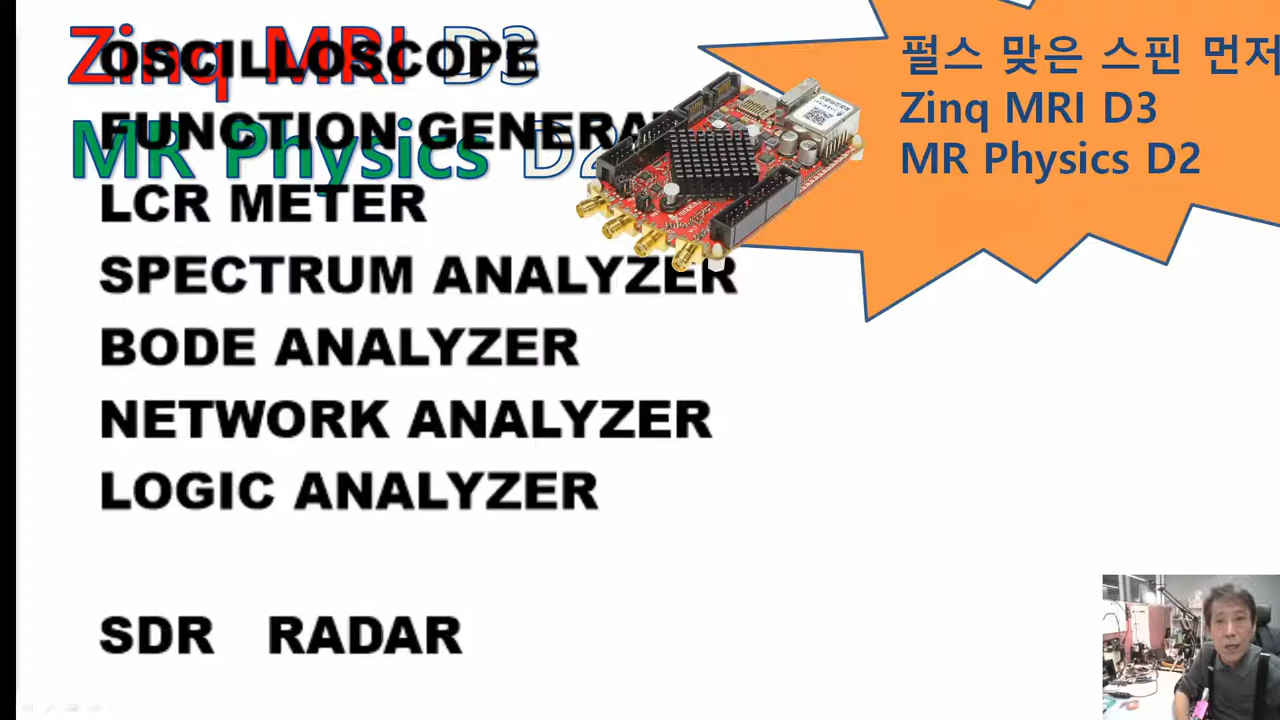 Zinq MRI D3
MR Physics D2
OSCILLOSCOPE
FUNCTION GENERA
LCR METER
SPECTRUM ANALYZER
BODE ANALYZER
NETWORK ANALYZER
LOGIC ANALYZER
SDR RADAR
펄스 맞은 스핀 먼저
Zinq MRI D3
MR Physics D2